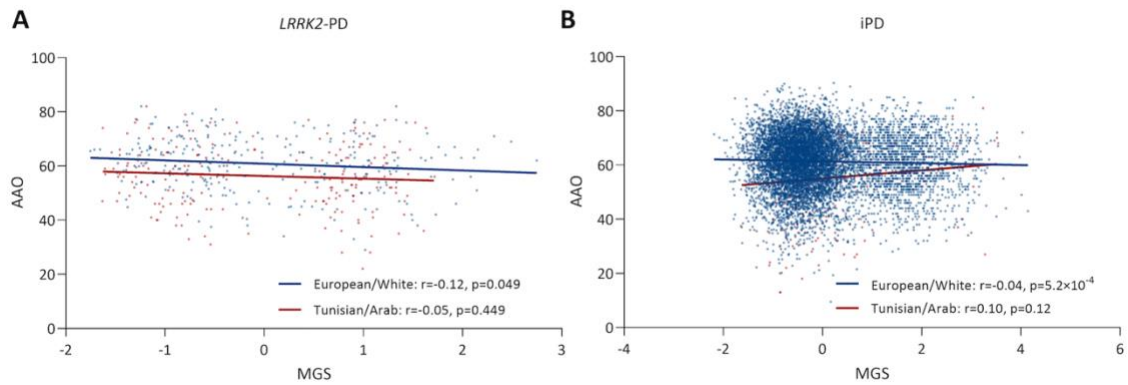 A
LRRK2-PD
100
80
60
40
20
0
AAO
-2
-1
0
1
2
3
MGS
European/White: r=-0.12, p=0.049
Tunisian/Arab: r=-0.05, p=0.449
B
iPD
100
80
60
40
20
0
AAO
-4
-2
0
2
4
6
MGS
European/White: r=-0.04, p=5.2×10⁻⁴
Tunisian/Arab: r=0.10, p=0.12